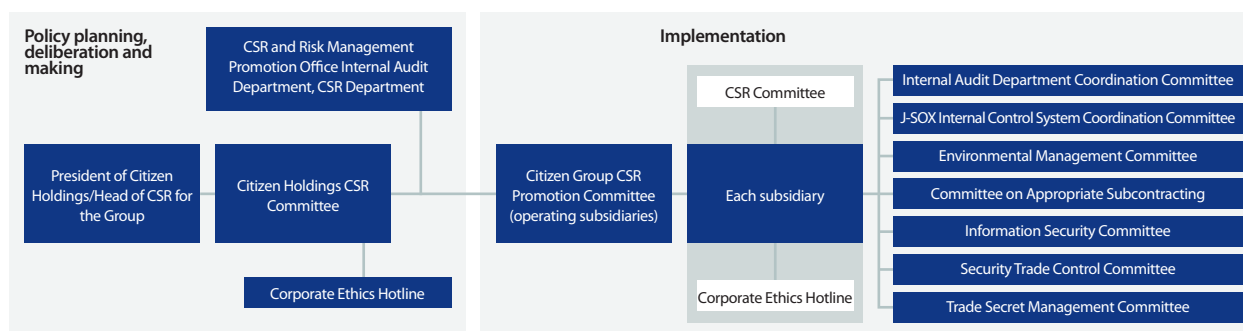 Policy planning,
deliberation and
making
CSR and Risk Management
Promotion Office Internal Audit
Department, CSR Department
President of Citizen
Holdings/Head of CSR for
the Group
Citizen Holdings CSR
Committee
Corporate Ethics Hotline
Implementation
Citizen Group CSR
Promotion Committee
(operating subsidiaries)
CSR Committee
Each subsidiary
Corporate Ethics Hotline
Internal Audit Department Coordination Committee
J-SOX Internal Control System Coordination Committee
Environmental Management Committee
Committee on Appropriate Subcontracting
Information Security Committee
Security Trade Control Committee
Trade Secret Management Committee